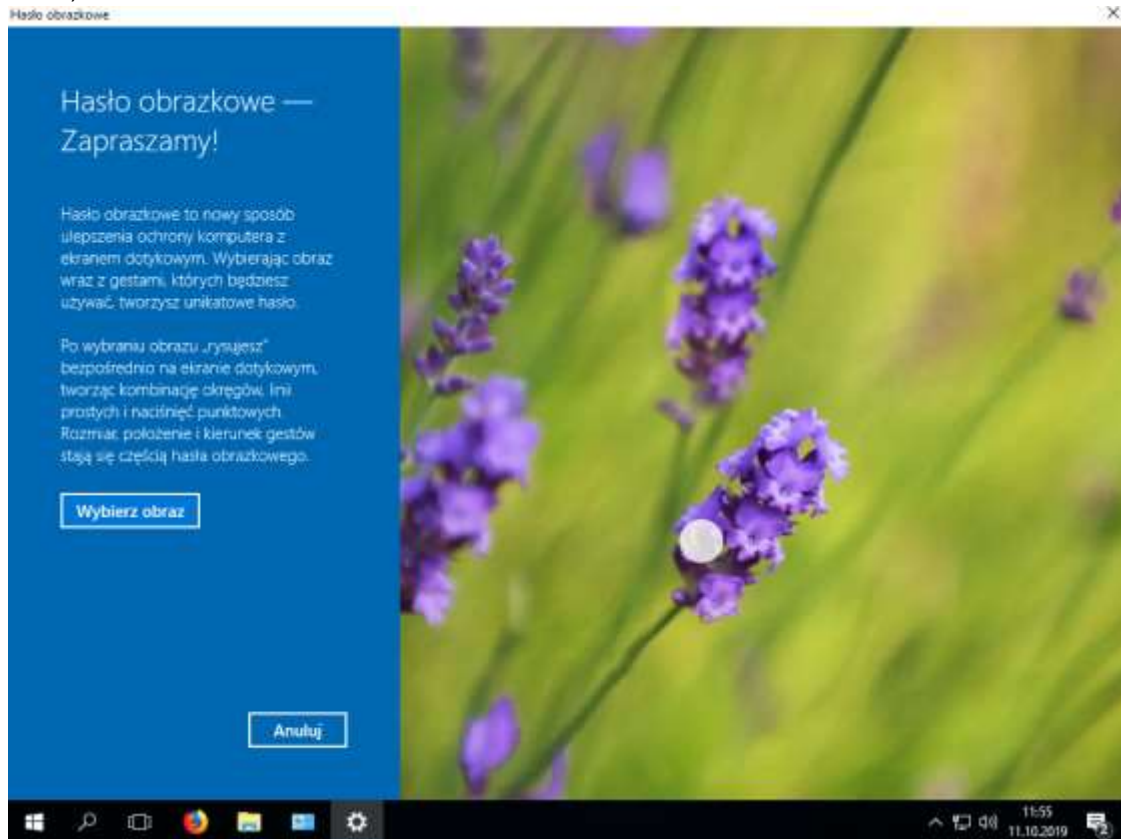 Hasło obrazkowe
Hasło obrazkowe —
Zapraszamy!
Hasło obrazkowe to nowy sposób
ulepszenia ochrony komputera z
ekranem dotykowym. Wybierając obraz
wraz z gestami, których będziesz
używać, tworzysz unikatowe hasło.
Po wybraniu obrazu „rysujesz”
bezpośrednio na ekranie dotykowym,
tworząc kombinację okręgów, linii
prostych i naciśnięć punktowych.
Rozmiar, położenie i kierunek gestów
stają się częścią hasła obrazkowego.
Wybierz obraz
Anuluj
11:55
11.10.2019
2